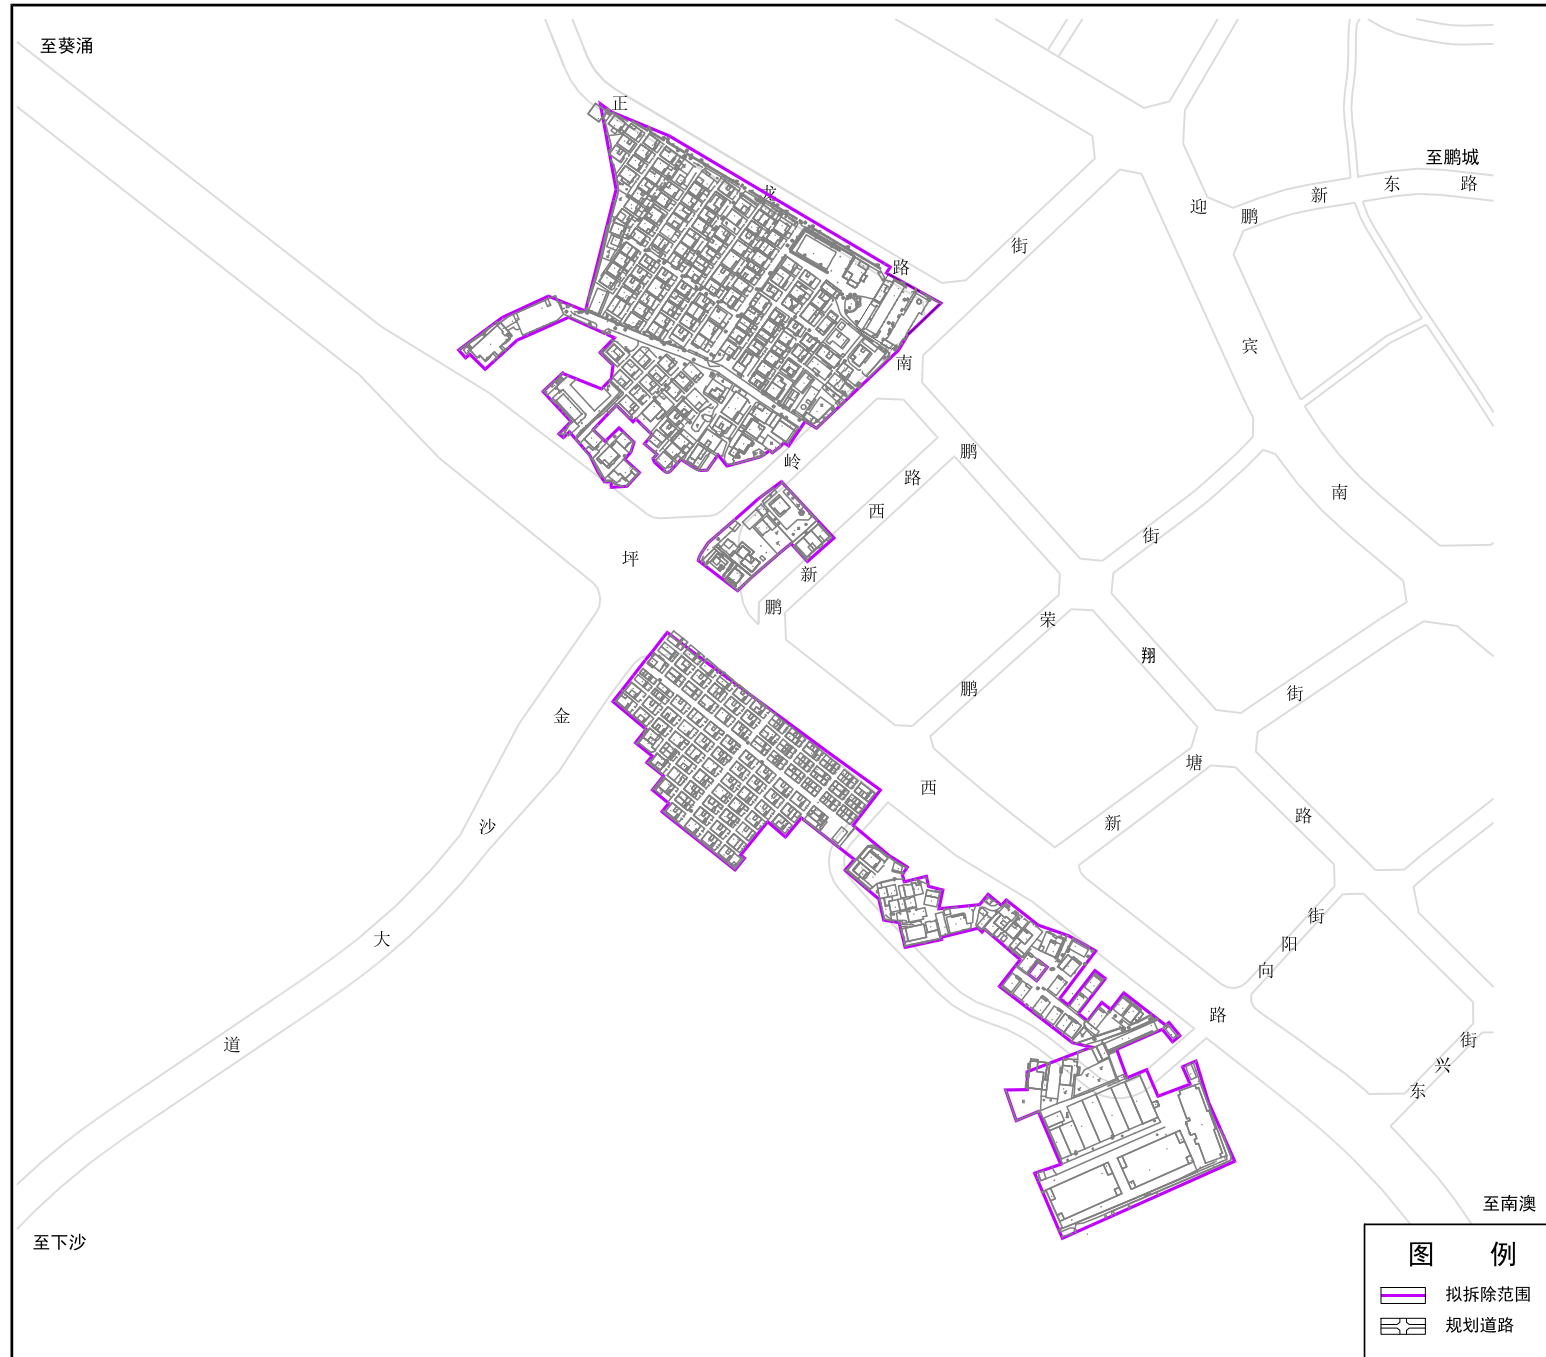 至葵涌
正龙路
至鹏城
鹏新东路
迎宾南
岭南街
鹏新西路
鹏翔路
鹏荣街
新塘街
坪西路
金沙大道
向阳街
东兴街
至南澳
至下沙
图例
拟拆除范围
规划道路